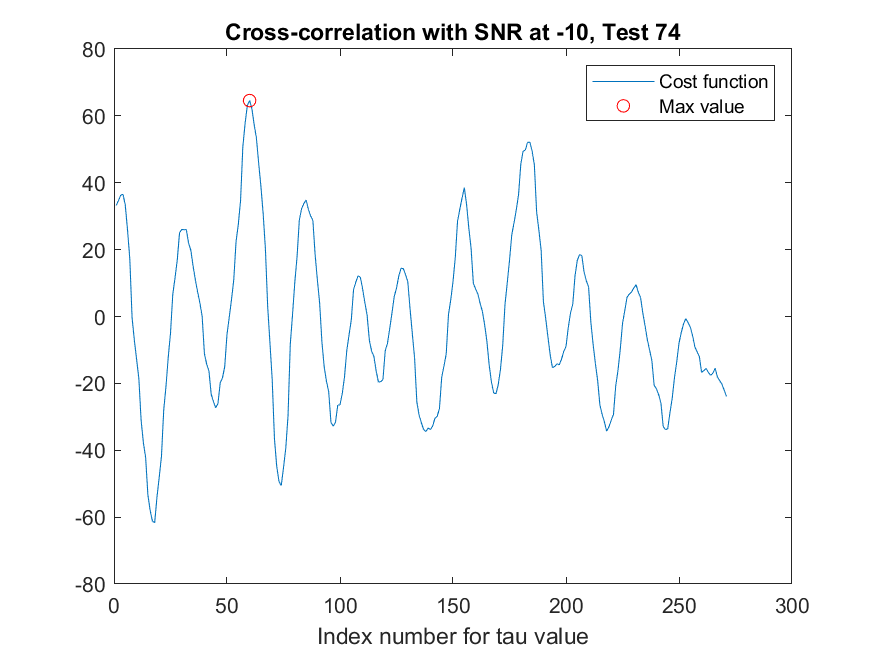 Cross-correlation with SNR at -10, Test 74
80
60
40
20
0
-20
-40
-60
-80
Cost function
Max value
0 50 100 150 200 250 300
Index number for tau value